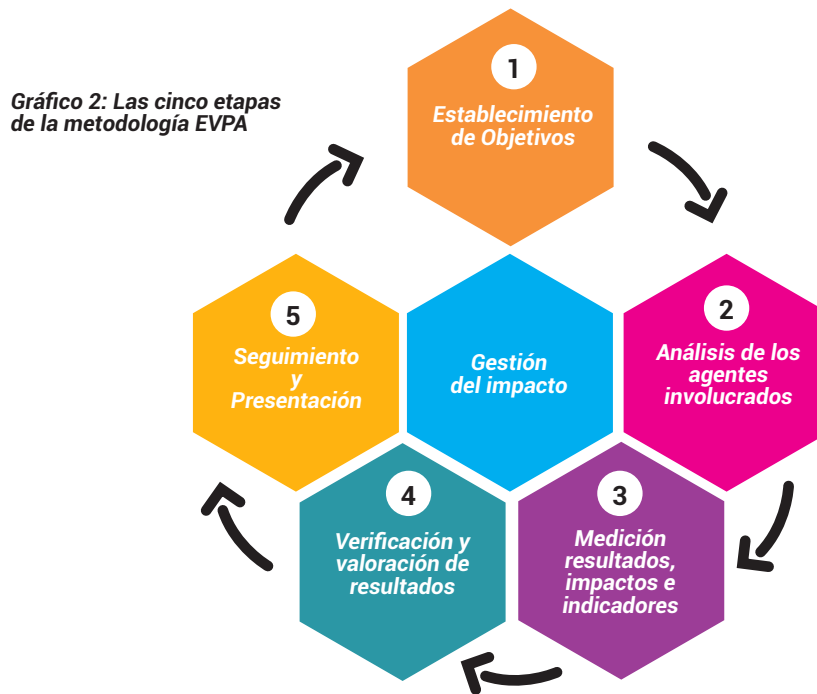 Gráfico 2: Las cinco etapas
de la metodología EVPA
1
Establecimiento
de Objetivos
2
Análisis de los
agentes
involucrados
3
Medición
resultados,
impactos e
indicadores
4
Verificación y
valoración de
resultados
5
Seguimiento
y
Presentación
Gestión
del impacto